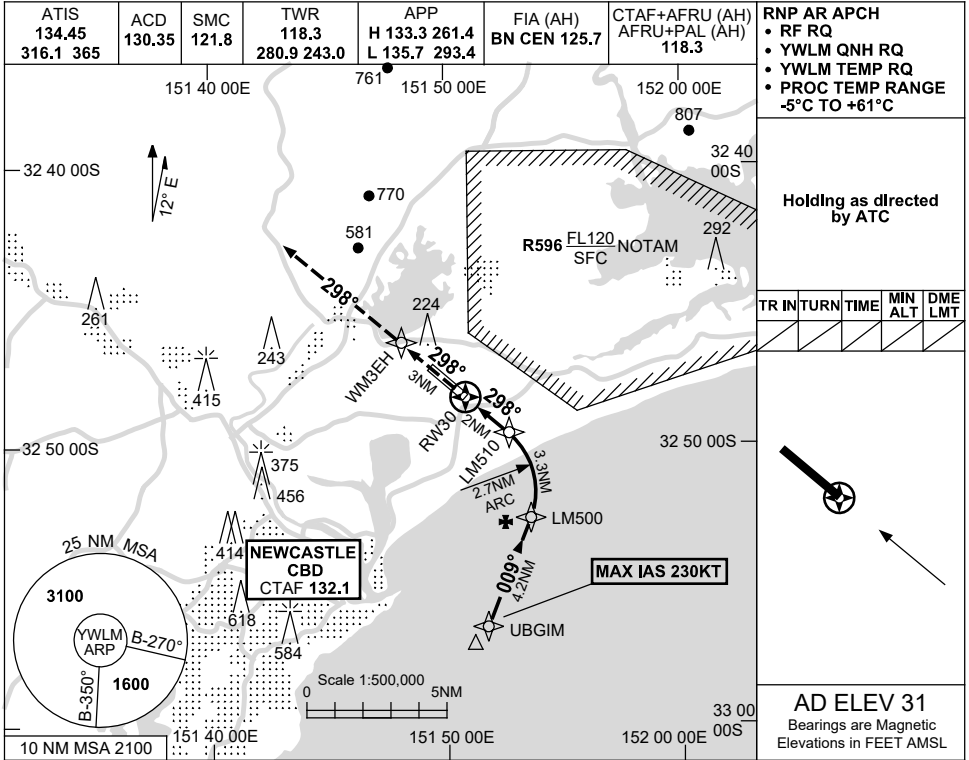 ATIS
134.45
316.1 365
ACD
130.35
SMC
121.8
TWR
118.3
280.9 243.0
APP
H 133.3 261.4
L 135.7 293.4
FIA (AH)
BN CEN 125.7
CTAF+AFRU (AH)
AFRU+PAL (AH)
118.3
RNP AR APCH
• RF RQ
• YWLM QNH RQ
• YWLM TEMP RQ
• PROC TEMP RANGE
-5°C TO +61°C
Holding as directed
by ATC
TR IN
TURN
TIME
MIN
ALT
DME
LMT
761
151 40 00E
151 50 00E
152 00 00E
807
32 40 00S
32 40
00S
12° E
770
581
R596 FL120
SFC
NOTAM
292
298°
261
243
224
415
WM3EH
298°
3NM
298°
RW30
2NM
LM510
32 50 00S
32 50 00S
375
456
3.3NM
2.7NM
ARC
LM500
414
NEWCASTLE
CBD
CTAF 132.1
009°
4.2NM
MAX IAS 230KT
25 NM MSA
3100
YWLM
ARP
B-270°
B-350°
1600
618
584
UBGIM
Scale 1:500,000
0
5NM
33 00
00S
10 NM MSA 2100
151 40 00E
151 50 00E
152 00 00E
AD ELEV 31
Bearings are Magnetic
Elevations in FEET AMSL